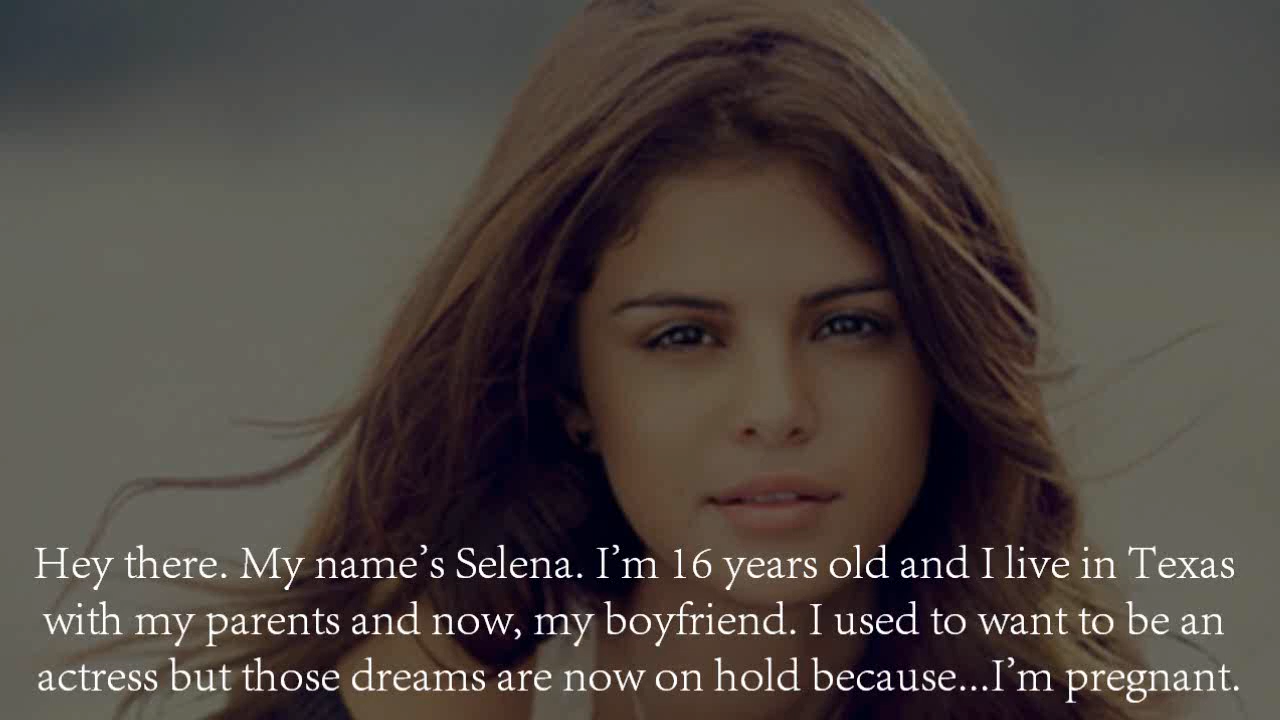 Hey there. My name’s Selena. I’m 16 years old and I live in Texas
with my parents and now, my boyfriend. I used to want to be an
actress but those dreams are now on hold because...I’m pregnant.